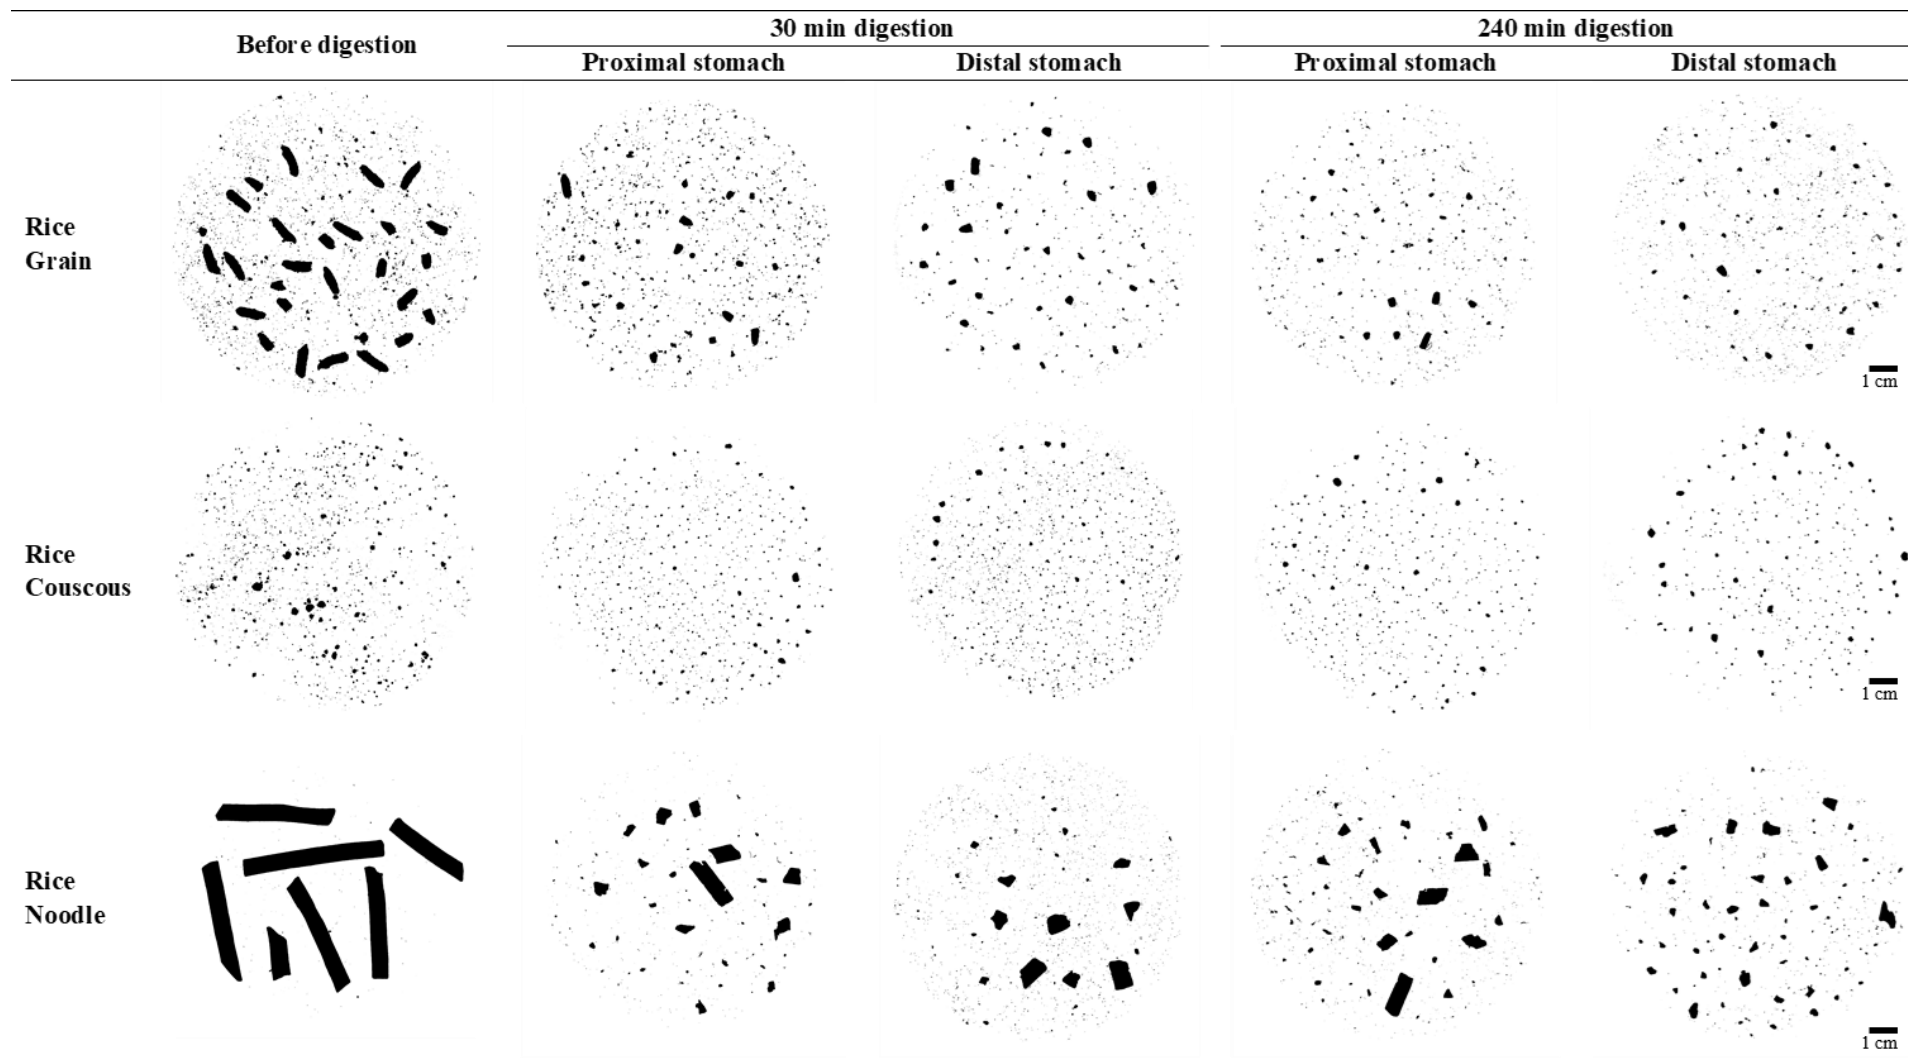 Before digestion
30 min digestion
240 min digestion
Proximal stomach
Distal stomach
Proximal stomach
Distal stomach
Rice
Grain
1 cm
Rice
Couscous
1 cm
Rice
Noodle
1 cm